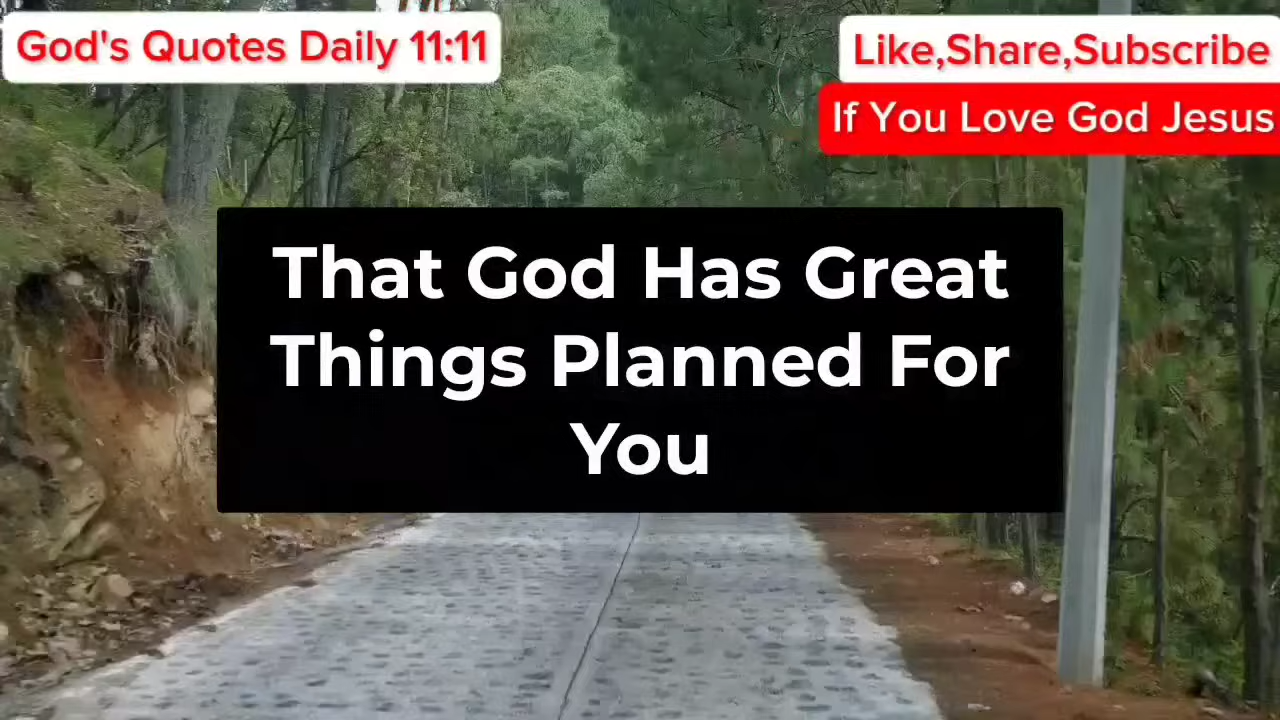 God's Quotes Daily 11:11
Like,Share,Subscribe
If You Love God Jesus
That God Has Great
Things Planned For
You